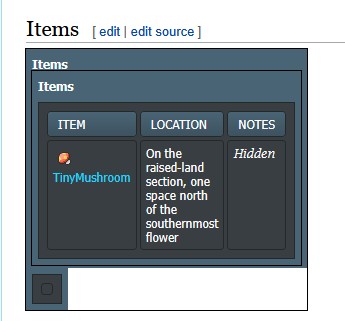 Items [ edit | edit source ]
Items
Items
ITEM LOCATION NOTES
TinyMushroom
On the
raised-land
section, one
space north
of the
southernmost
flower
Hidden